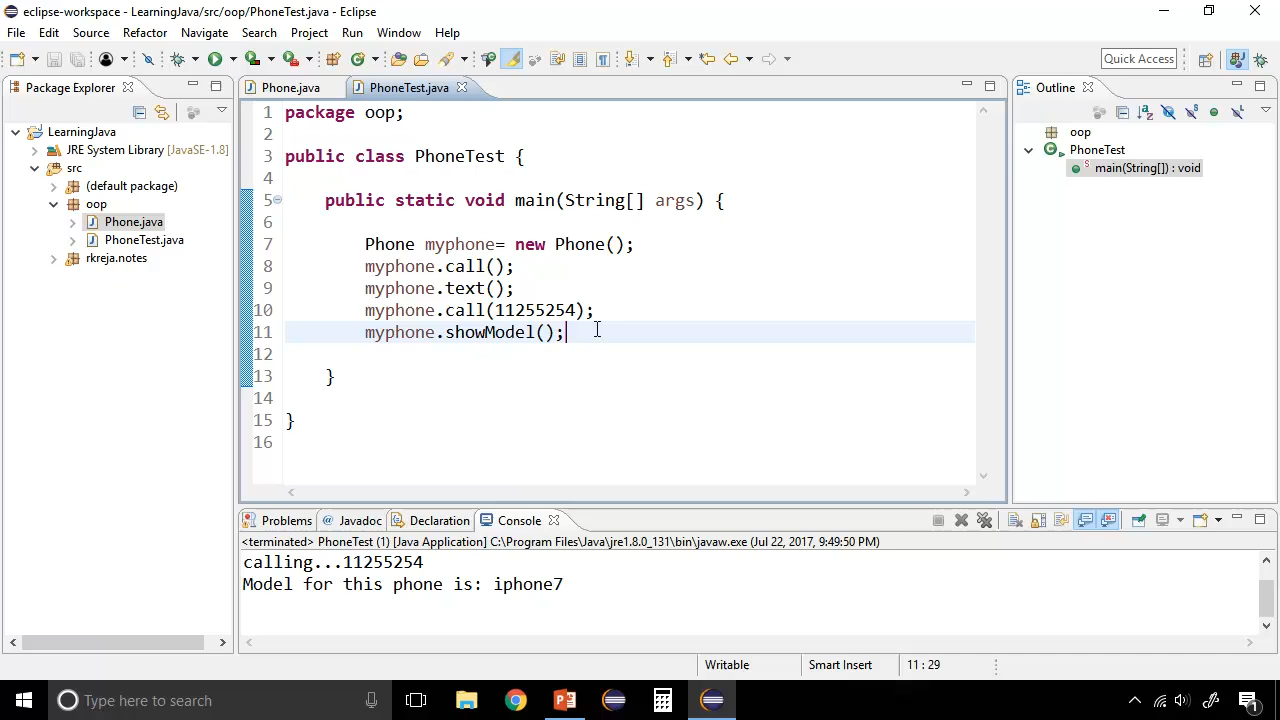 eclipse-workspace - LearningJava/src/oop/PhoneTest.java - Eclipse
File Edit Source Refactor Navigate Search Project Run Window Help
Quick Access
Package Explorer
LearningJava
JRE System Library [JavaSE-1.8]
src
(default package)
oop
Phone.java
PhoneTest.java
rkreja.notes
Phone.java PhoneTest.java
1 package oop;
2
3 public class PhoneTest {
4
5 public static void main(String[] args) {
6
7 Phone myphone= new Phone();
8 myphone.call();
9 myphone.text();
10 myphone.call(11255254);
11 myphone.showModel();
12
13 }
14
15 }
16
Outline
oop
PhoneTest
main(String[]) : void
Problems Javadoc Declaration Console
<terminated> PhoneTest (1) [Java Application] C:\Program Files\Java\jre1.8.0_131\bin\javaw.exe (Jul 22, 2017, 9:49:50 PM)
calling...11255254
Model for this phone is: iphone7
Writable Smart Insert 11 : 29
Type here to search
1